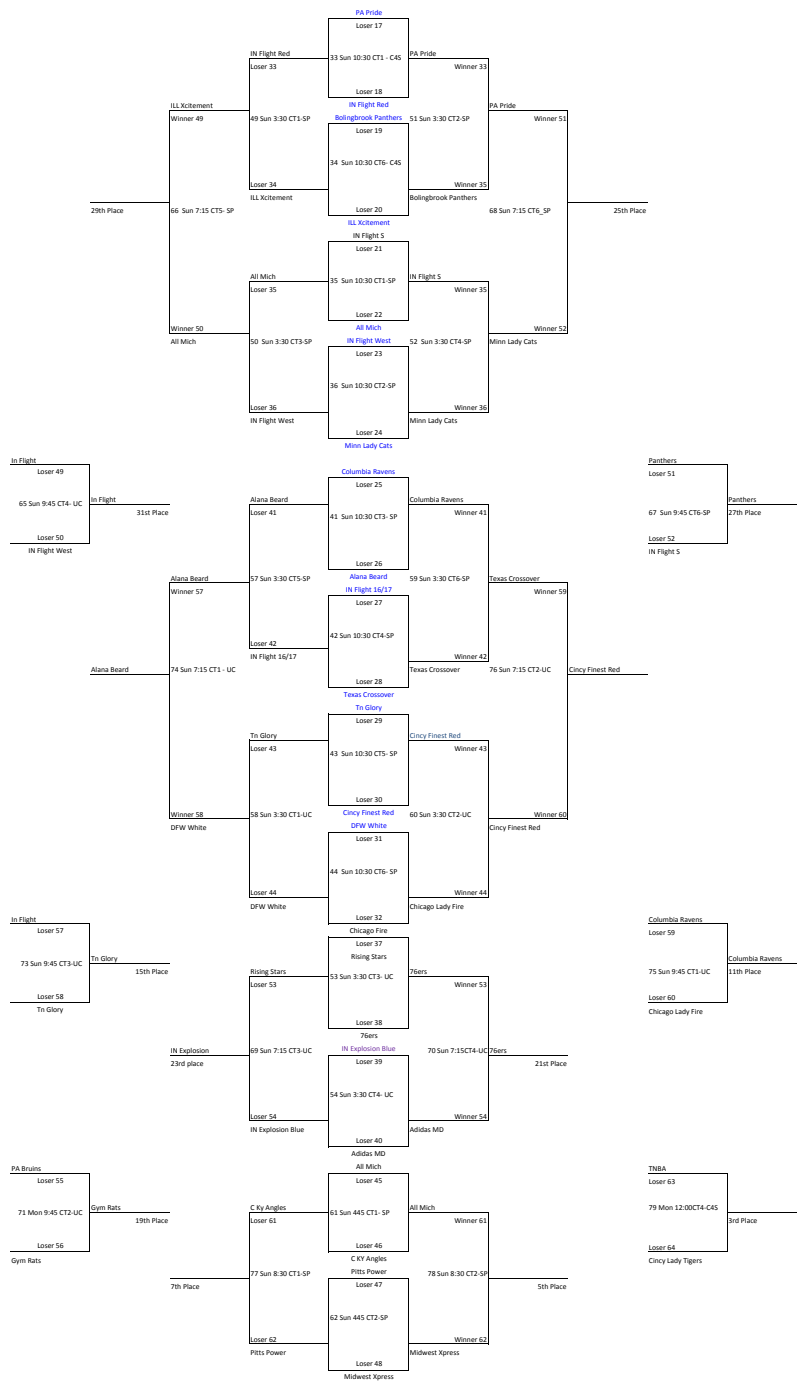 PA Pride
Loser 17
IN Flight Red
33 Sun 10:30 CT1 - C4S
PA Pride
Loser 33
Winner 33
Loser 18
IN Flight Red
ILL Xcitement
PA Pride
Bolingbrook Panthers
Winner 49
49 Sun 3:30 CT1-SP
51 Sun 3:30 CT2-SP
Winner 51
Loser 19
34 Sun 10:30 CT6- C4S
Loser 34
Winner 35
ILL Xcitement
Bolingbrook Panthers
Loser 20
29th Place
66 Sun 7:15 CT5- SP
68 Sun 7:15 CT6_SP
25th Place
ILL Xcitement
IN Flight S
Loser 21
All Mich
35 Sun 10:30 CT1-SP
IN Flight S
Loser 35
Winner 35
Loser 22
Winner 50
All Mich
Winner 52
All Mich
50 Sun 3:30 CT3-SP
IN Flight West
52 Sun 3:30 CT4-SP
Minn Lady Cats
Loser 23
36 Sun 10:30 CT2-SP
Loser 36
Winner 36
IN Flight West
Minn Lady Cats
Loser 24
Minn Lady Cats
In Flight
Panthers
Loser 49
Columbia Ravens
Loser 51
Loser 25
In Flight
Alana Beard
Columbia Ravens
Panthers
65 Sun 9:45 CT4- UC
31st Place
Loser 41
41 Sun 10:30 CT3- SP
Winner 41
67 Sun 9:45 CT6-SP
27th Place
Loser 50
Loser 52
IN Flight West
IN Flight S
Loser 26
Alana Beard
57 Sun 3:30 CT5-SP
Alana Beard
59 Sun 3:30 CT6-SP
Texas Crossover
Winner 57
IN Flight 16/17
Winner 59
Loser 27
42 Sun 10:30 CT4-SP
Loser 42
IN Flight 16/17
Winner 42
Alana Beard
74 Sun 7:15 CT1 - UC
Texas Crossover
76 Sun 7:15 CT2-UC
Cincy Finest Red
Loser 28
Texas Crossover
Tn Glory
Loser 29
Tn Glory
Cincy Finest Red
Loser 43
43 Sun 10:30 CT5- SP
Winner 43
Loser 30
Winner 58
58 Sun 3:30 CT1-UC
Cincy Finest Red
60 Sun 3:30 CT2-UC
Winner 60
DFW White
DFW White
Cincy Finest Red
Loser 31
44 Sun 10:30 CT6- SP
Loser 44
Winner 44
DFW White
Chicago Lady Fire
In Flight
Loser 32
Columbia Ravens
Loser 57
Chicago Fire
Loser 59
Loser 37
73 Sun 9:45 CT3-UC
Tn Glory
Rising Stars
Columbia Ravens
15th Place
Rising Stars
53 Sun 3:30 CT3- UC
76ers
75 Sun 9:45 CT1-UC
11th Place
Loser 53
Winner 53
Loser 58
Loser 60
Tn Glory
Chicago Lady Fire
Loser 38
76ers
IN Explosion
69 Sun 7:15 CT3-UC
IN Explosion Blue
70 Sun 7:15CT4-UC
76ers
23rd place
Loser 39
21st Place
54 Sun 3:30 CT4- UC
Loser 54
Winner 54
IN Explosion Blue
Adidas MD
Loser 40
Adidas MD
PA Bruins
All Mich
TNBA
Loser 55
Loser 45
Loser 63
71 Mon 9:45 CT2-UC
Gym Rats
C Ky Angles
61 Sun 445 CT1- SP
All Mich
79 Mon 12:00CT4-C4S
19th Place
Loser 61
Winner 61
3rd Place
Loser 56
Loser 46
Loser 64
Gym Rats
C KY Angles
Cincy Lady Tigers
77 Sun 8:30 CT1-SP
Pitts Power
78 Sun 8:30 CT2-SP
7th Place
Loser 47
5th Place
62 Sun 445 CT2-SP
Loser 62
Winner 62
Pitts Power
Midwest Xpress
Loser 48
Midwest Xpress